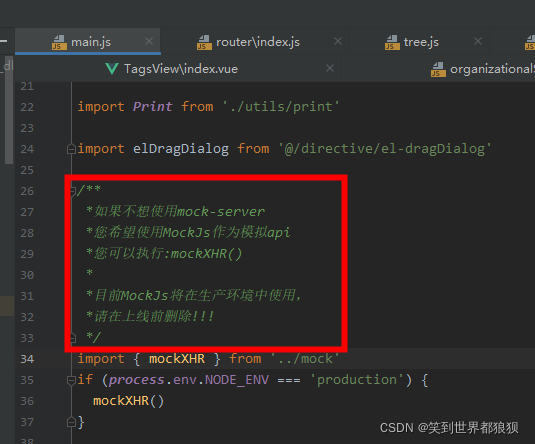 main.js
router\index.js
tree.js
TagsView\index.vue
organizationalS
21
22 import Print from './utils/print'
23
24 import elDragDialog from '@/directive/el-dragDialog'
25
26 /**
27 *如果不想使用mock-server
28 *您希望使用MockJs作为模拟api
29 *您可以执行:mockXHR()
30 *
31 *目前MockJs将在生产环境中使用,
32 *请在上线前删除!!!
33 */
34 import { mockXHR } from '../mock'
35 if (process.env.NODE_ENV === 'production') {
36 mockXHR()
37 }
38
CSDN @笑到世界都狼狈